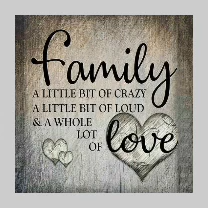 Family
A LITTLE BIT OF CRAZY
A LITTLE BIT OF LOUD
& A WHOLE
LOT
OF love